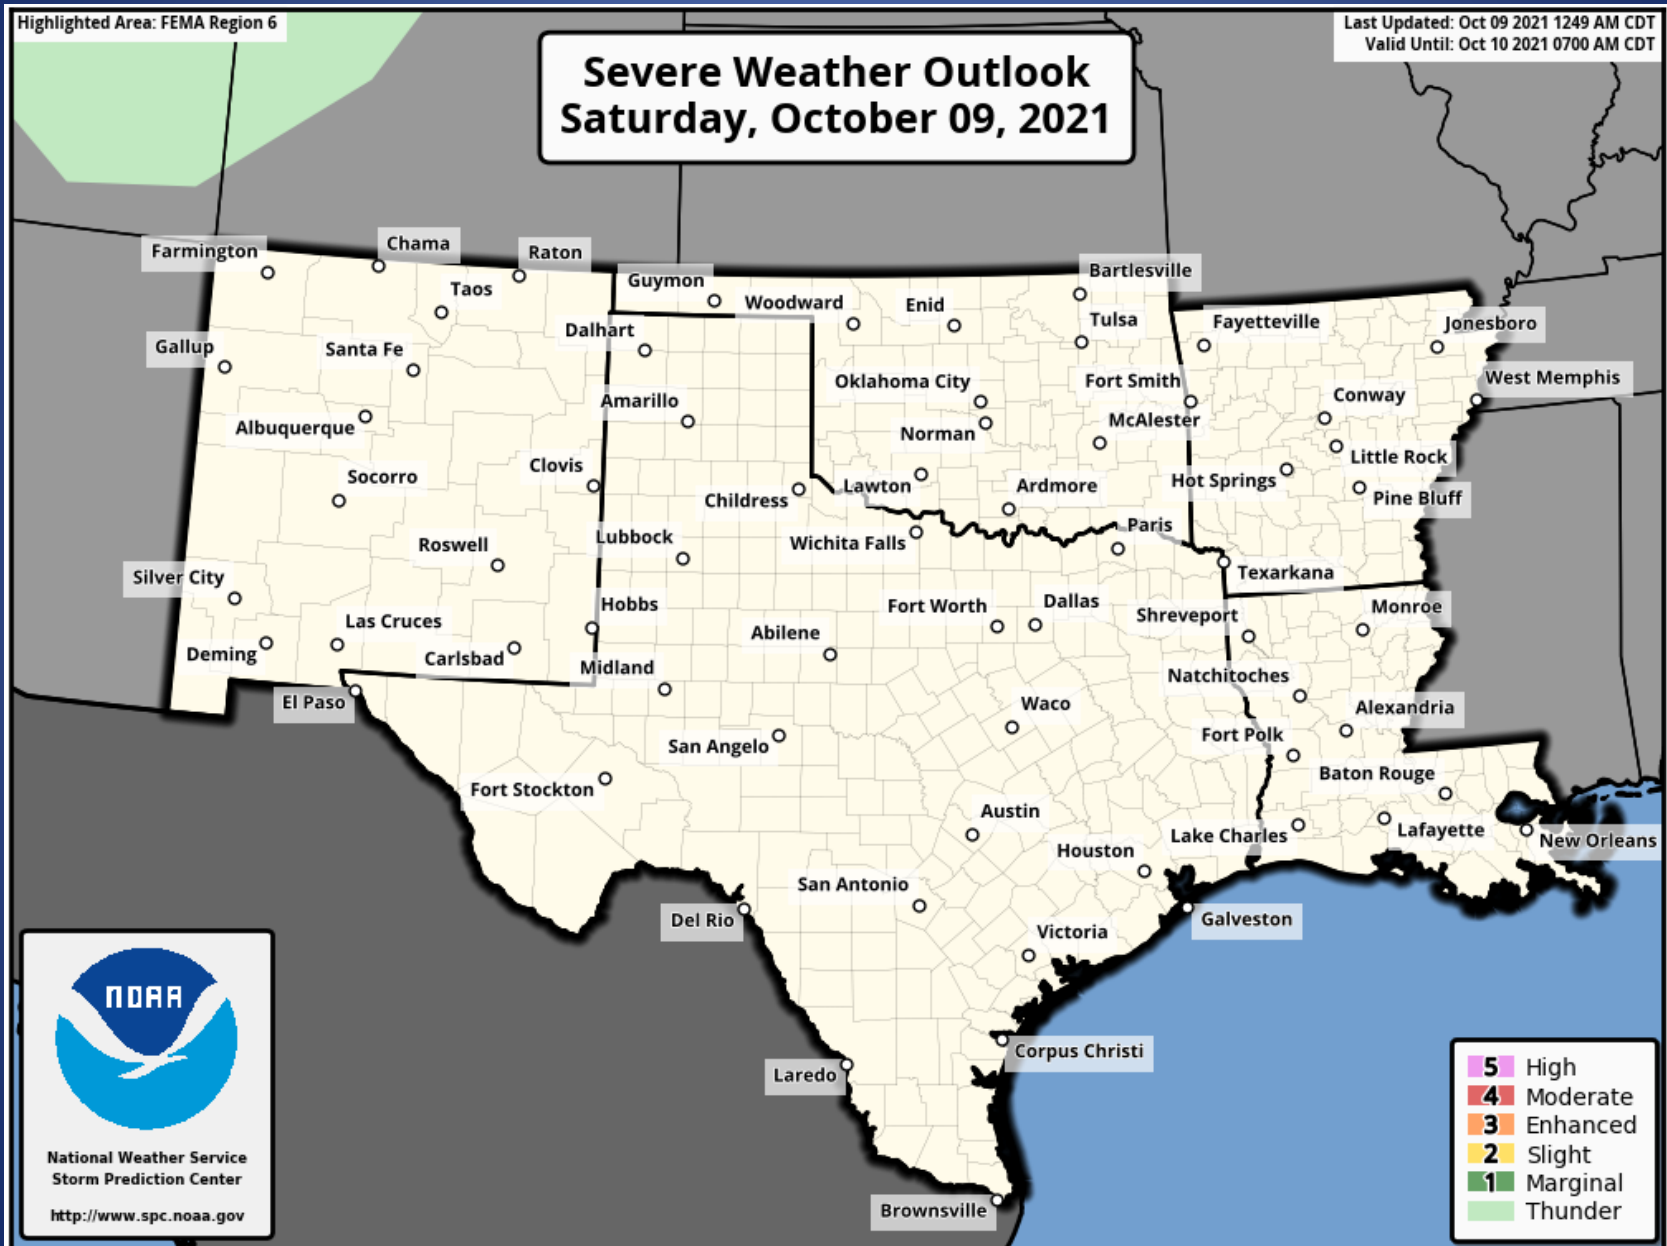 Highlighted Area: FEMA Region 6
Last Updated: Oct 09 2021 1249 AM CDT
Valid Until: Oct 10 2021 0700 AM CDT
Severe Weather Outlook
Saturday, October 09, 2021
Farmington
Chama
Raton
Taos
Guymon
Woodward
Enid
Bartlesville
Tulsa
Fayetteville
Jonesboro
Gallup
Santa Fe
Dalhart
Oklahoma City
Fort Smith
West Memphis
Albuquerque
Amarillo
Norman
McAlester
Conway
Little Rock
Socorro
Clovis
Childress
Lawton
Ardmore
Hot Springs
Pine Bluff
Roswell
Lubbock
Wichita Falls
Paris
Texarkana
Silver City
Las Cruces
Hobbs
Abilene
Fort Worth
Dallas
Shreveport
Monroe
Deming
Carlsbad
Midland
Natchitoches
El Paso
San Angelo
Waco
Fort Polk
Alexandria
Fort Stockton
Baton Rouge
Austin
Houston
Lake Charles
Lafayette
New Orleans
San Antonio
Del Rio
Victoria
Galveston
Corpus Christi
Laredo
Brownsville
NOAA
National Weather Service
Storm Prediction Center
http://www.spc.noaa.gov
5 High
4 Moderate
3 Enhanced
2 Slight
1 Marginal
Thunder